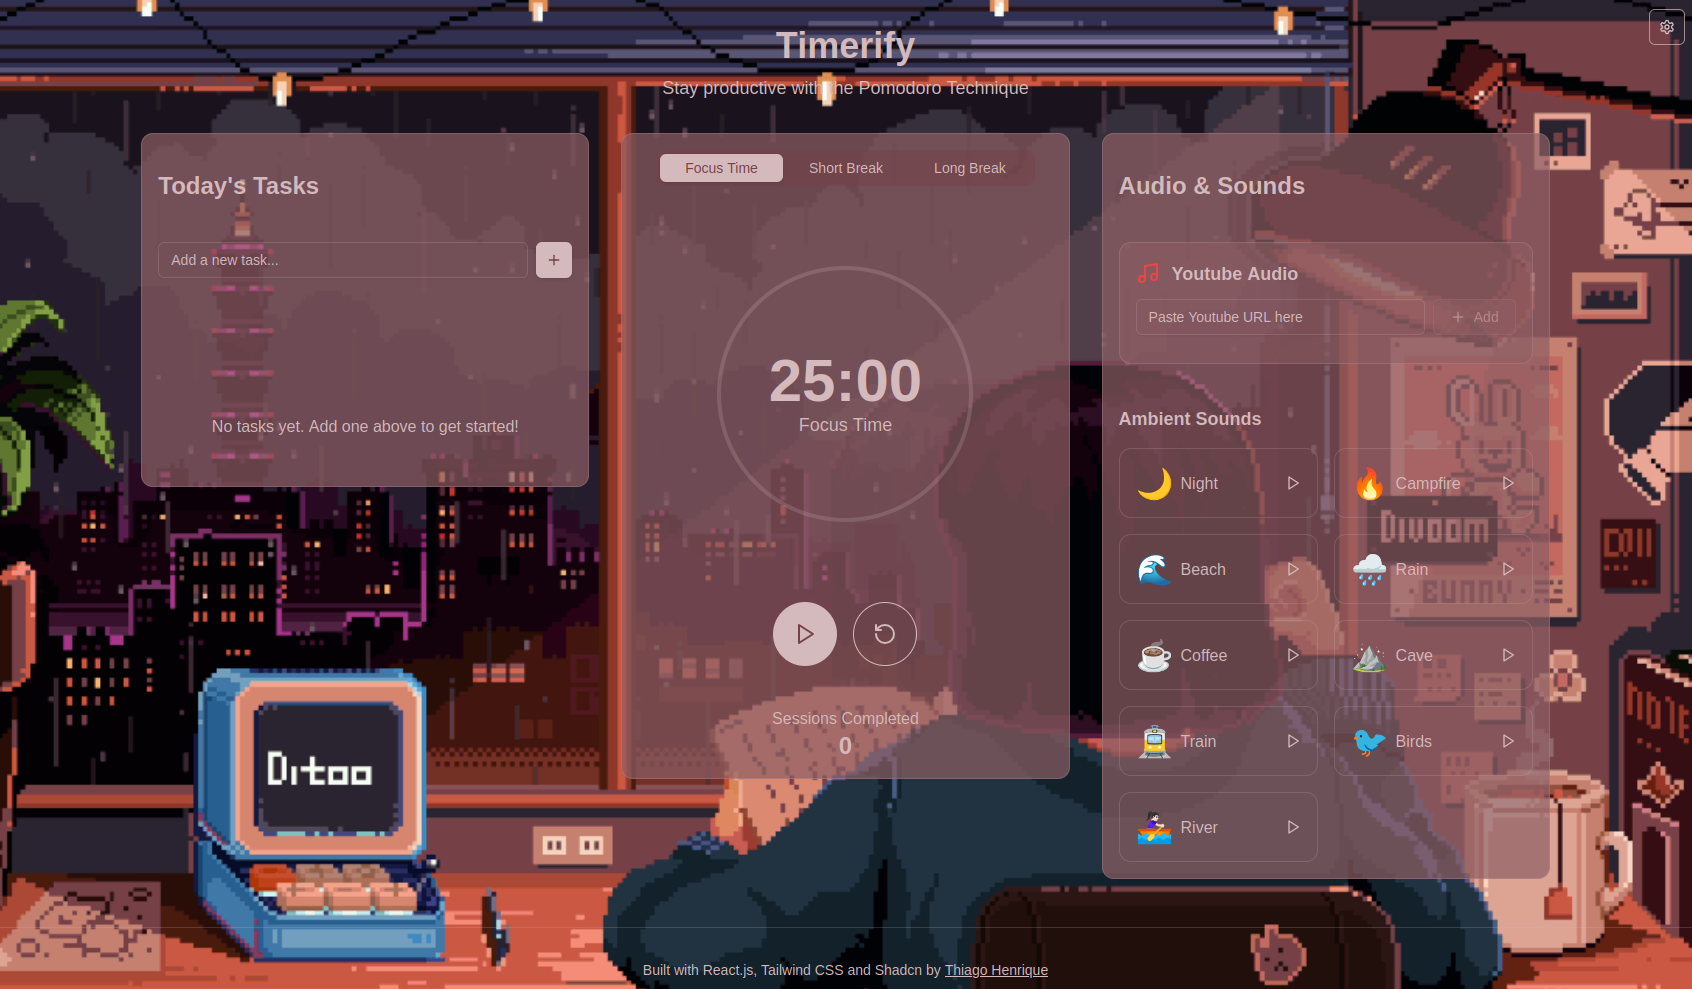 Timerify
Stay productive with the Pomodoro Technique
Today's Tasks
Add a new task...
No tasks yet. Add one above to get started!
Focus Time
Short Break
Long Break
25:00
Focus Time
Sessions Completed
0
Audio & Sounds
Youtube Audio
Paste Youtube URL here
Add
Ambient Sounds
Night
Campfire
Beach
Rain
Coffee
Cave
Train
Birds
River
Divoom
BUNNY
Ditoo
Built with React.js, Tailwind CSS and Shadcn by Thiago Henrique